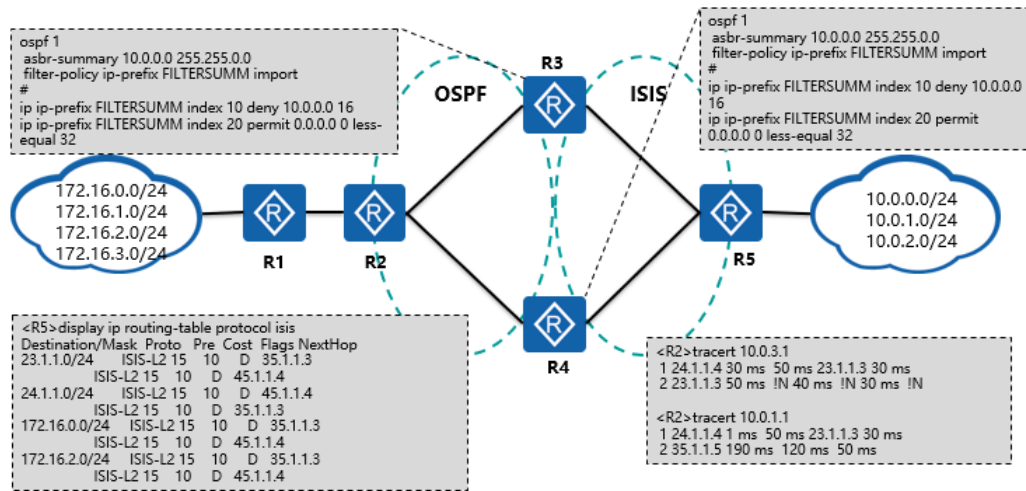 ospf 1
asbr-summary 10.0.0.0 255.255.0.0
filter-policy ip-prefix FILTERSUMM import
#
ip ip-prefix FILTERSUMM index 10 deny 10.0.0.0 16
ip ip-prefix FILTERSUMM index 20 permit 0.0.0.0 0 less-
equal 32
ospf 1
asbr-summary 10.0.0.0 255.255.0.0
filter-policy ip-prefix FILTERSUMM import
#
ip ip-prefix FILTERSUMM index 10 deny 10.0.0.0
16
ip ip-prefix FILTERSUMM index 20 permit
0.0.0.0 0 less-equal 32
R3
OSPF
ISIS
R
172.16.0.0/24
172.16.1.0/24
172.16.2.0/24
172.16.3.0/24
R
R1
R
R2
R
R5
10.0.0.0/24
10.0.1.0/24
10.0.2.0/24
R
R4
<R5>display ip routing-table protocol isis
Destination/Mask Proto Pre Cost Flags NextHop
23.1.1.0/24 ISIS-L2 15 10 D 35.1.1.3
ISIS-L2 15 10 D 45.1.1.4
24.1.1.0/24 ISIS-L2 15 10 D 45.1.1.4
ISIS-L2 15 10 D 35.1.1.3
172.16.0.0/24 ISIS-L2 15 10 D 35.1.1.3
ISIS-L2 15 10 D 45.1.1.4
172.16.2.0/24 ISIS-L2 15 10 D 35.1.1.3
ISIS-L2 15 10 D 45.1.1.4
<R2>tracert 10.0.3.1
1 24.1.1.4 30 ms 50 ms 23.1.1.3 30 ms
2 23.1.1.3 50 ms !N 40 ms !N 30 ms !N
<R2>tracert 10.0.1.1
1 24.1.1.4 1 ms 50 ms 23.1.1.3 30 ms
2 35.1.1.5 190 ms 120 ms 50 ms